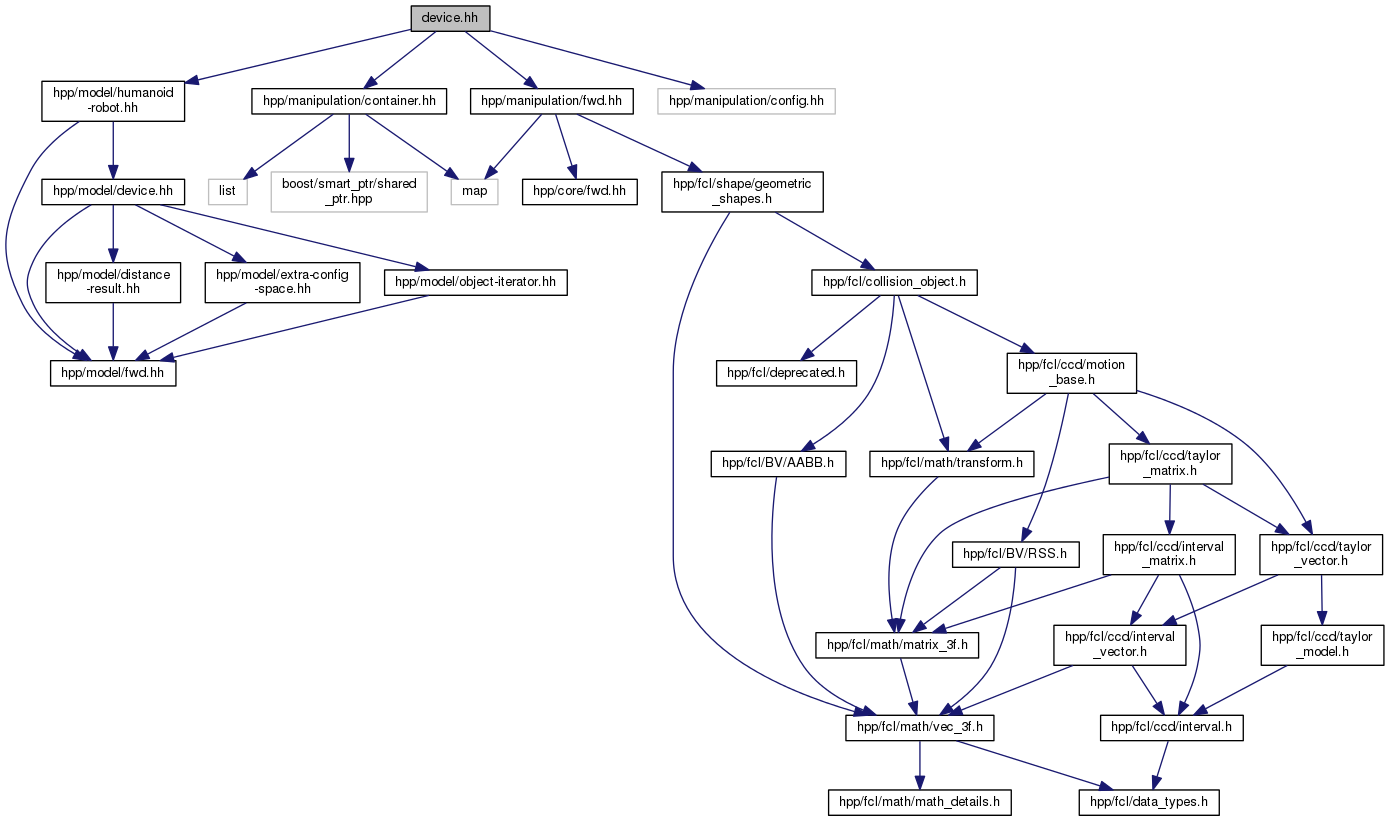 device.hh
hpp/model/humanoid
-robot.hh
hpp/manipulation/container.hh
hpp/manipulation/fwd.hh
hpp/manipulation/config.hh
hpp/model/device.hh
list
boost/smart_ptr/shared
_ptr.hpp
map
hpp/core/fwd.hh
hpp/fcl/shape/geometric
_shapes.h
hpp/model/distance
-result.hh
hpp/model/extra-config
-space.hh
hpp/model/object-iterator.hh
hpp/fcl/collision_object.h
hpp/model/fwd.hh
hpp/fcl/deprecated.h
hpp/fcl/ccd/motion
_base.h
hpp/fcl/BV/AABB.h
hpp/fcl/math/transform.h
hpp/fcl/ccd/taylor
_matrix.h
hpp/fcl/BV/RSS.h
hpp/fcl/ccd/interval
_matrix.h
hpp/fcl/ccd/taylor
_vector.h
hpp/fcl/math/matrix_3f.h
hpp/fcl/ccd/interval
_vector.h
hpp/fcl/ccd/taylor
_model.h
hpp/fcl/math/vec_3f.h
hpp/fcl/ccd/interval.h
hpp/fcl/math/math_details.h
hpp/fcl/data_types.h